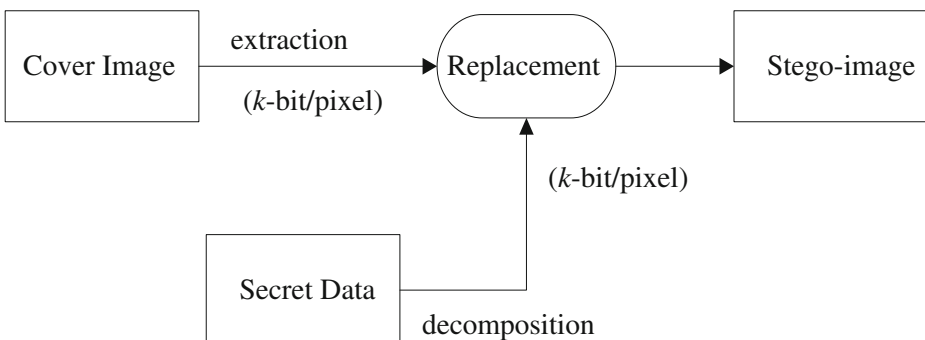 extraction
Cover Image
Replacement
Stego-image
(k-bit/pixel)
(k-bit/pixel)
Secret Data
decomposition